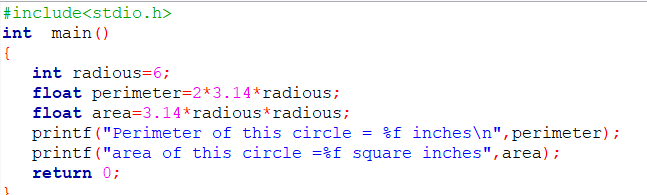 #include<stdio.h>
int  main()
{
   int radious=6;
   float perimeter=2*3.14*radious;
   float area=3.14*radious*radious;
   printf("Perimeter of this circle = %f inches\n",perimeter);
   printf("area of this circle =%f square inches",area);
   return 0;
}